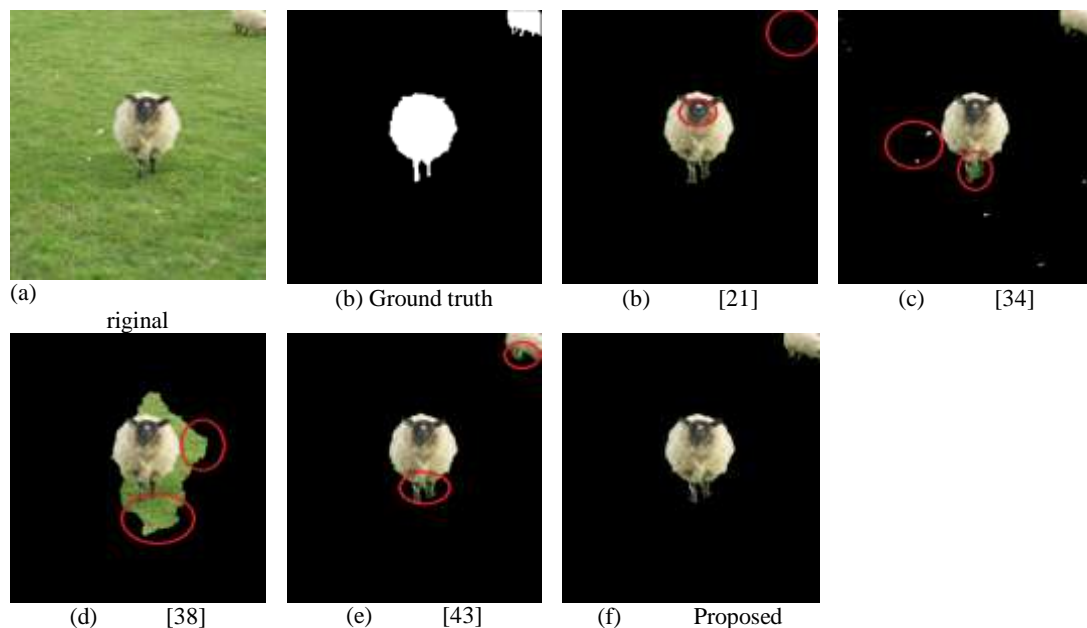 (a)
riginal
(b) Ground truth
(b) [21]
(c) [34]
(d) [38]
(e) [43]
(f) Proposed